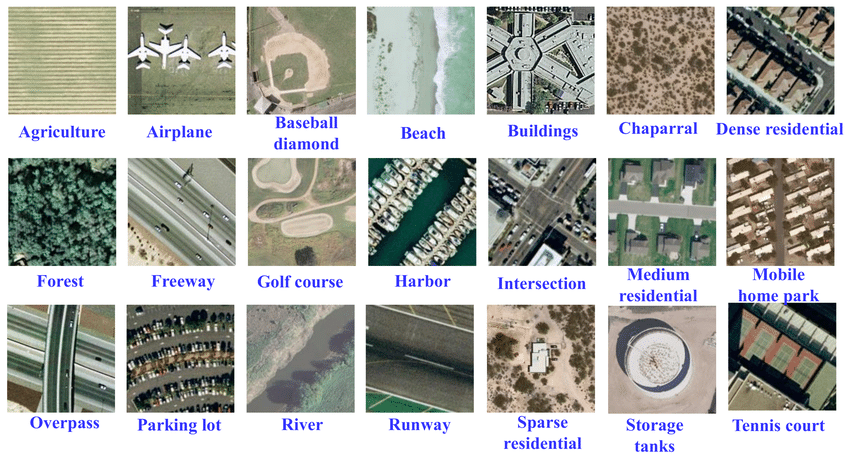 Agriculture
Airplane
Baseball
diamond
Beach
Buildings
Chaparral
Dense residential
Forest
Freeway
Golf course
Harbor
Intersection
Medium
residential
Mobile
home park
Overpass
Parking lot
River
Runway
Sparse
residential
Storage
tanks
Tennis court